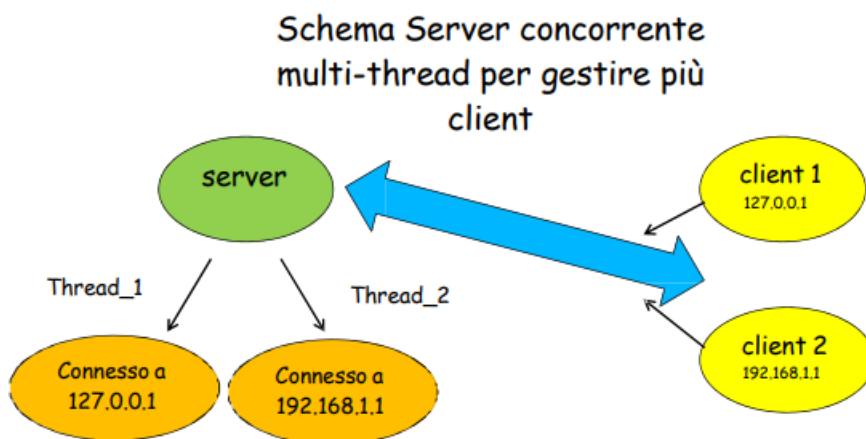 Schema Server concorrente
multi-thread per gestire più
client
server
client 1
127.0.0.1
Thread_1
Thread_2
client 2
192.168.1.1
Connesso a
127.0.0.1
Connesso a
192.168.1.1